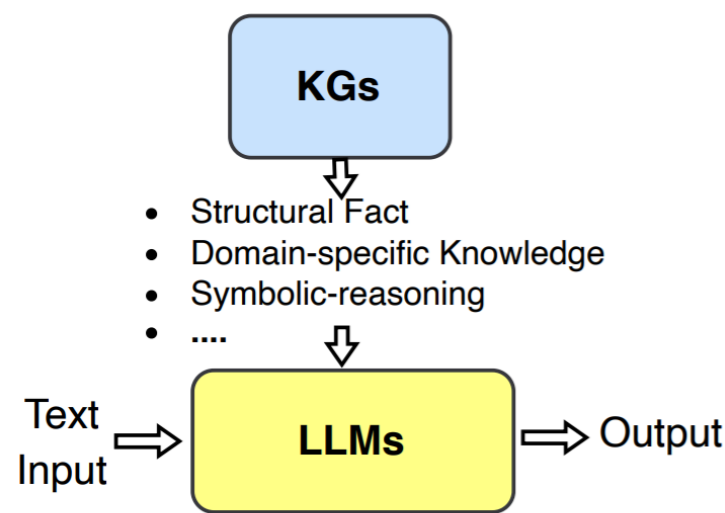 KGs
• Structural Fact
• Domain-specific Knowledge
• Symbolic-reasoning
• ....
Text
Input
LLMs
Output